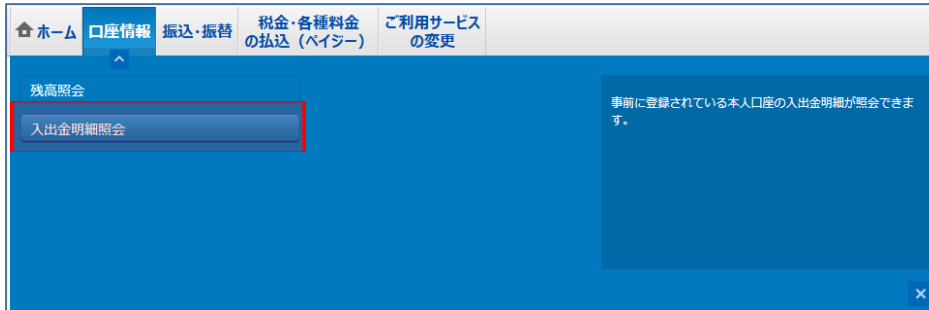 ホーム
口座情報
振込・振替
税金・各種料金
の払込（ペイジー）
ご利用サービス
の変更
残高照会
入出金明細照会
事前に登録されている本人口座の入出金明細が照会できま
す。